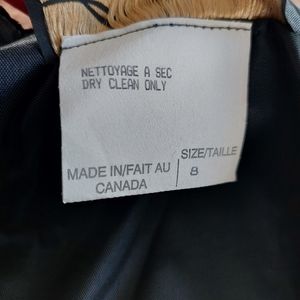 NETTOYAGE A SEC
DRY CLEAN ONLY
SIZE/TAILLE
MADE IN/FAIT AU
CANADA
8